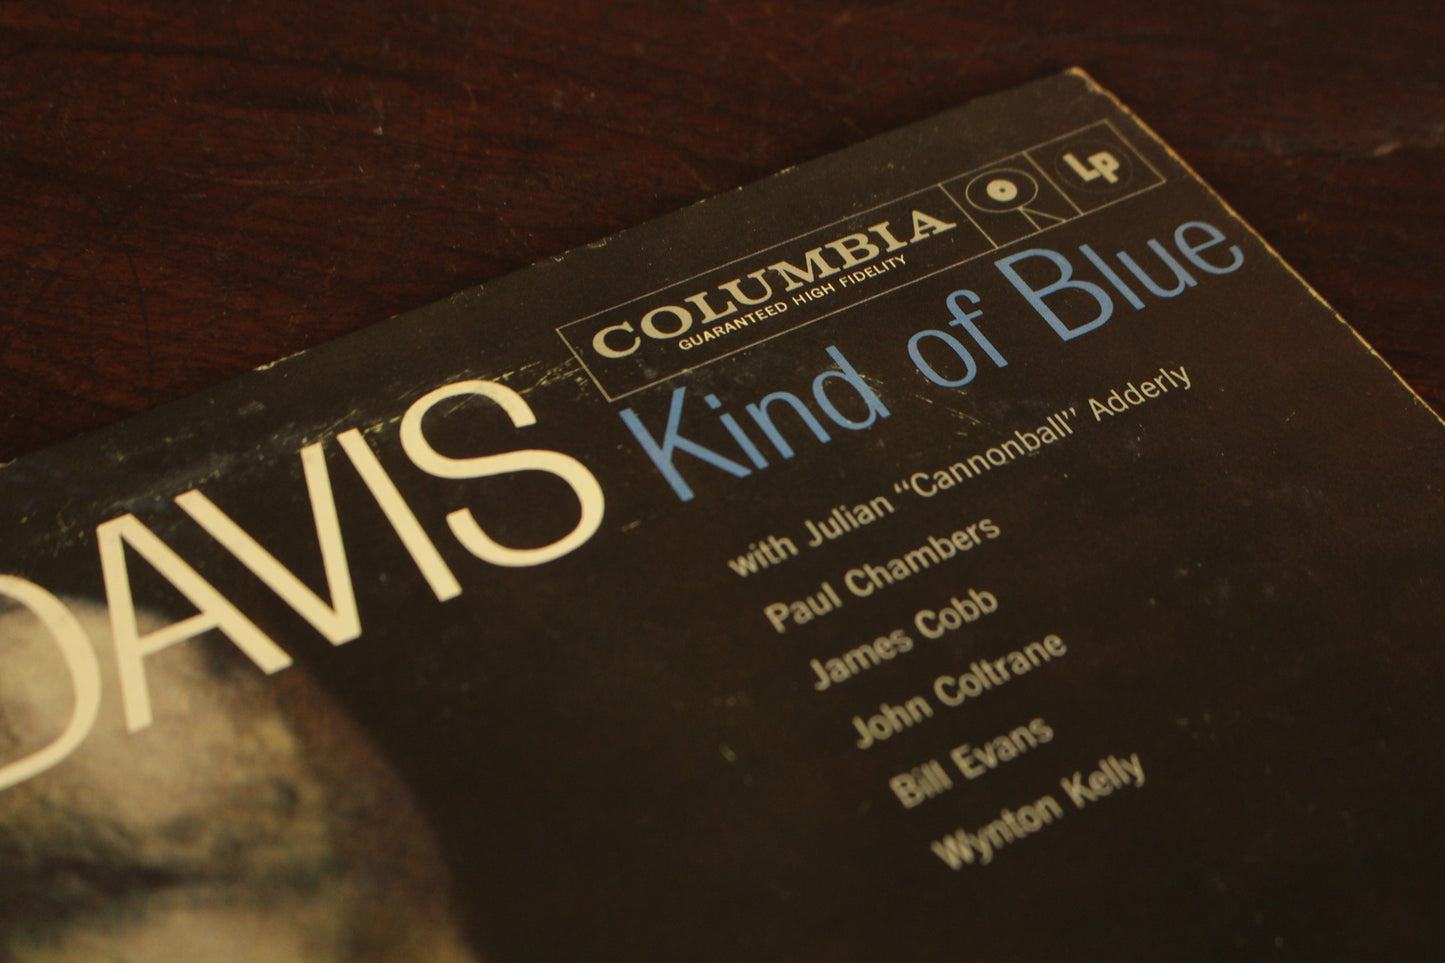 COLUMBIA
GUARANTEED HIGH FIDELITY
Lp
DAVIS
Kind of Blue
with Julian “Cannonball” Adderly
Paul Chambers
James Cobb
John Coltrane
Bill Evans
Wynton Kelly